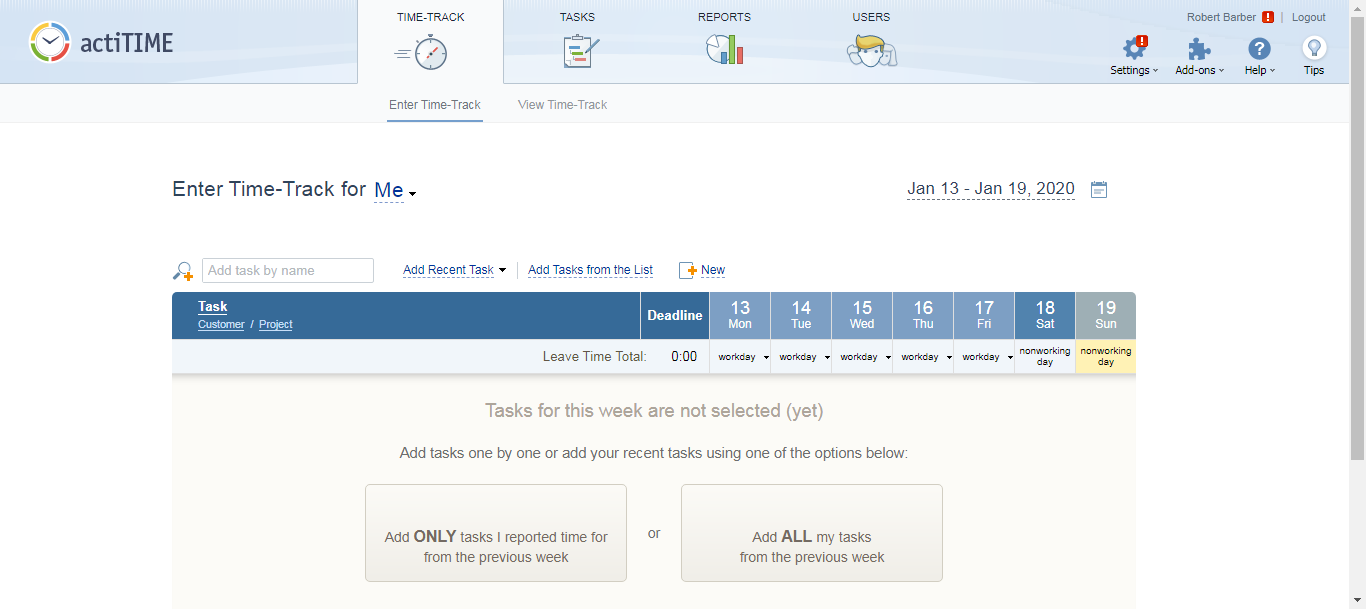 actiTIME
TIME-TRACK
TASKS
REPORTS
USERS
Robert Barber ! | Logout
Settings
Add-ons
Help
Tips
Enter Time-Track
View Time-Track
Enter Time-Track for Me
Jan 13 - Jan 19, 2020
Add task by name
Add Recent Task
Add Tasks from the List
New
Task
Customer / Project
Deadline
13
Mon
14
Tue
15
Wed
16
Thu
17
Fri
18
Sat
19
Sun
Leave Time Total:
0:00
workday
workday
workday
workday
workday
nonworking
day
nonworking
day
Tasks for this week are not selected (yet)
Add tasks one by one or add your recent tasks using one of the options below:
Add ONLY tasks I reported time for
from the previous week
or
Add ALL my tasks
from the previous week